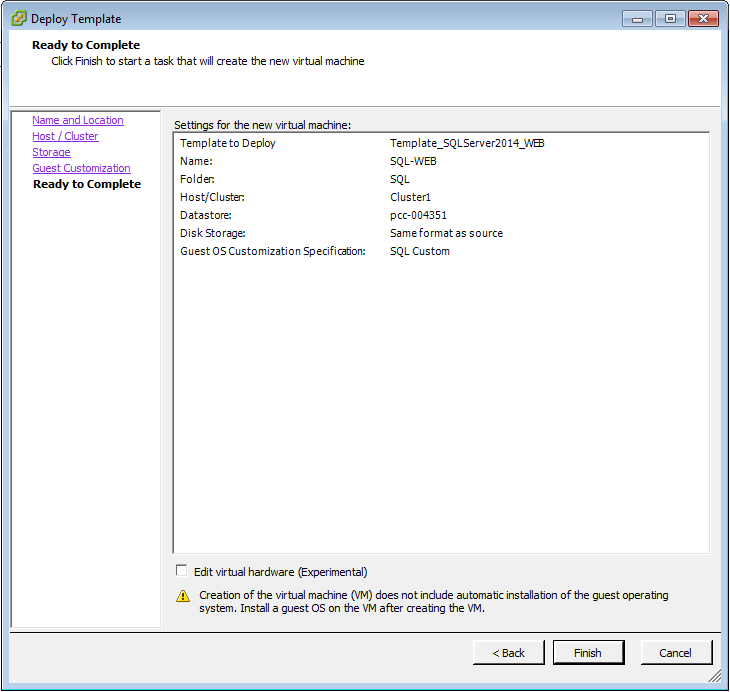 Deploy Template
Ready to Complete
Click Finish to start a task that will create the new virtual machine
Name and Location
Host / Cluster
Storage
Guest Customization
Ready to Complete
Settings for the new virtual machine:
Template to Deploy Template_SQLServer2014_WEB
Name: SQL-WEB
Folder: SQL
Host/Cluster: Cluster1
Datastore: pcc-004351
Disk Storage: Same format as source
Guest OS Customization Specification: SQL Custom
Edit virtual hardware (Experimental)
Creation of the virtual machine (VM) does not include automatic installation of the guest operating
system. Install a guest OS on the VM after creating the VM.
< Back Finish Cancel